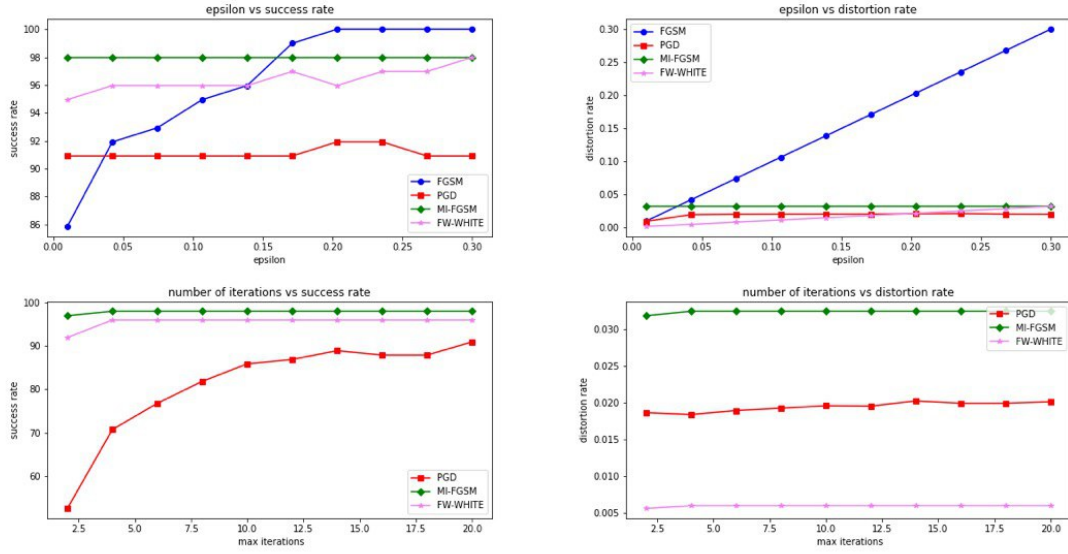 epsilon vs success rate
100
98
96
94
92
90
88
86
success rate
0.00 0.05 0.10 0.15 0.20 0.25 0.30
epsilon
FGSM
PGD
MI-FGSM
FW-WHITE
epsilon vs distortion rate
0.30
0.25
0.20
0.15
0.10
0.05
0.00
distortion rate
0.00 0.05 0.10 0.15 0.20 0.25 0.30
epsilon
FGSM
PGD
MI-FGSM
FW-WHITE
number of iterations vs success rate
100
90
80
70
60
success rate
2.5 5.0 7.5 10.0 12.5 15.0 17.5 20.0
max iterations
PGD
MI-FGSM
FW-WHITE
number of iterations vs distortion rate
0.030
0.025
0.020
0.015
0.010
0.005
distortion rate
2.5 5.0 7.5 10.0 12.5 15.0 17.5 20.0
max iterations
PGD
MI-FGSM
FW-WHITE